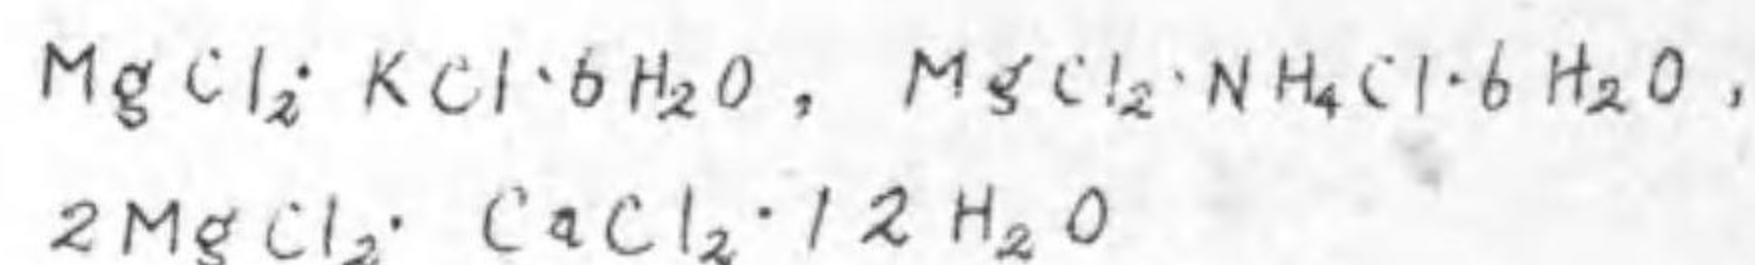 MgCl₂·KCl·6H₂O, MgCl₂·NH₄Cl·6H₂O,
2MgCl₂·CaCl₂·12H₂O